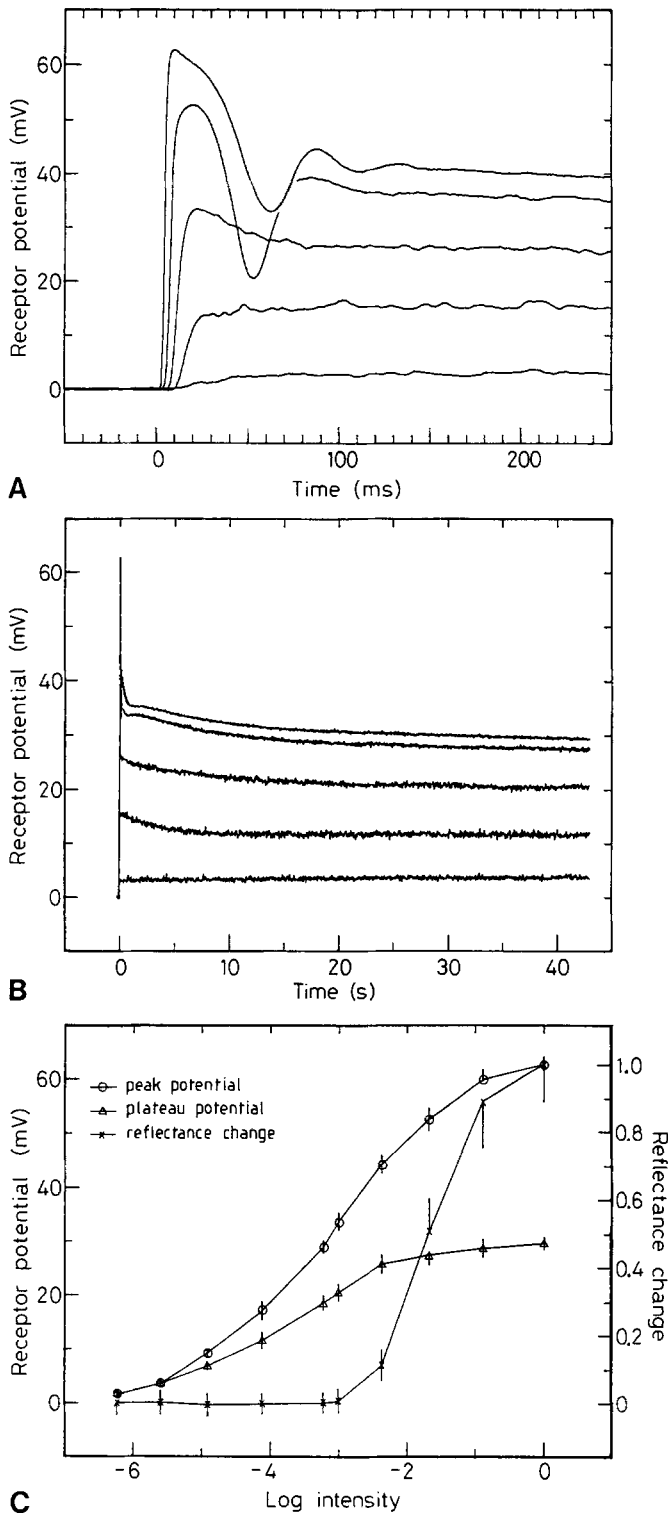 Receptor potential (mV)
60
40
20
0
0
100
200
Time (ms)
A
Receptor potential (mV)
60
40
20
0
0
10
20
30
40
Time (s)
B
Receptor potential (mV)
60
40
20
0
peak potential
plateau potential
reflectance change
1.0
0.8
0.6
0.4
0.2
0
Reflectance change
-6
-4
-2
0
Log intensity
C